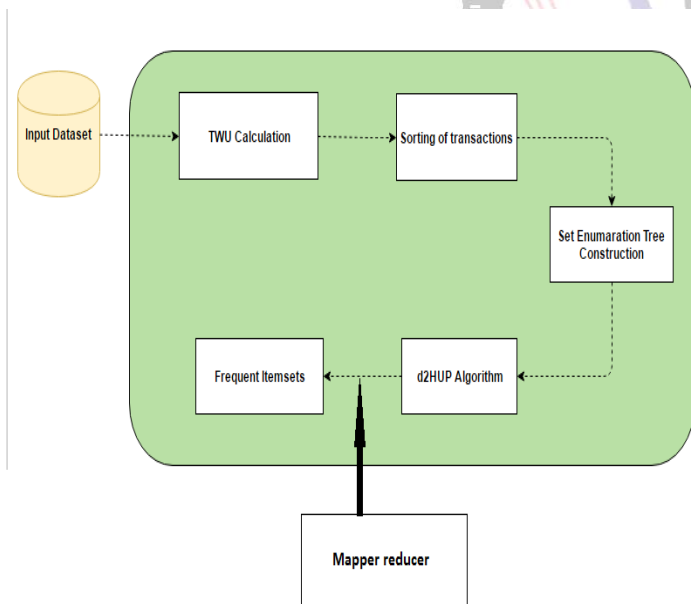 Input Dataset
TWU Calculation
Sorting of transactions
Set Enumaration Tree
Construction
d2HUP Algorithm
Frequent Itemsets
Mapper reducer